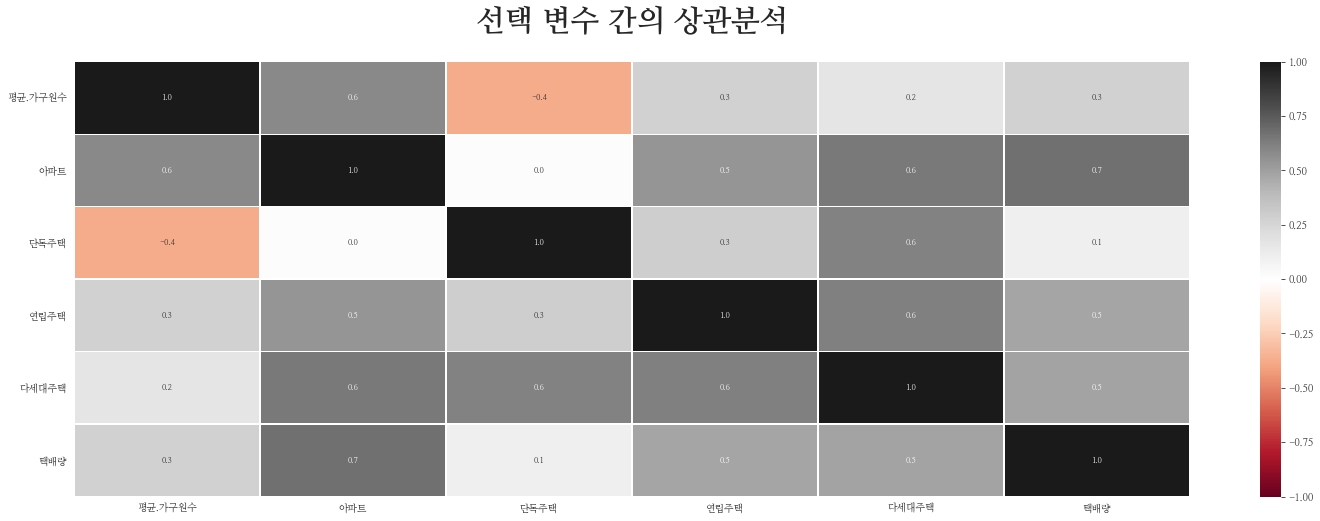 선택 변수 간의 상관분석
평균.가구원수 1.0 0.6 −0.4 0.3 0.2 0.3
아파트 0.6 1.0 0.0 0.5 0.6 0.7
단독주택 −0.4 0.0 1.0 0.3 0.6 0.1
연립주택 0.3 0.5 0.3 1.0 0.6 0.5
다세대주택 0.2 0.6 0.6 0.6 1.0 0.5
택배량 0.3 0.7 0.1 0.5 0.5 1.0
평균.가구원수 아파트 단독주택 연립주택 다세대주택 택배량
1.00
0.75
0.50
0.25
0.00
−0.25
−0.50
−0.75
−1.00